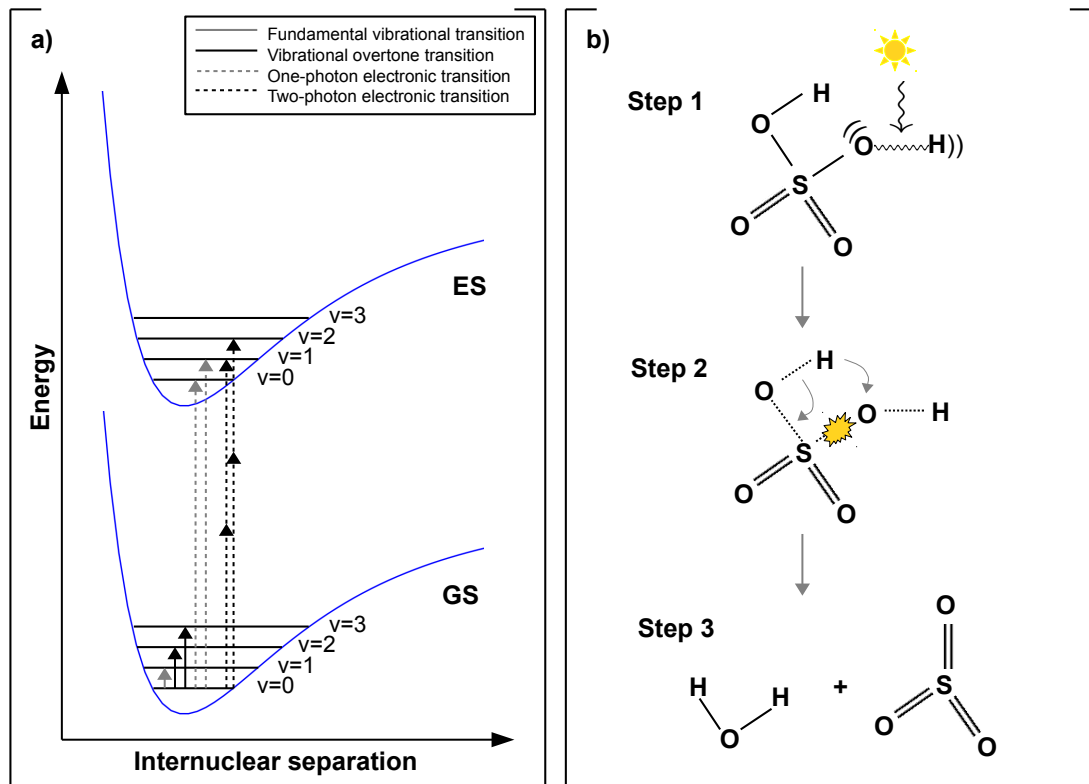 a)
Fundamental vibrational transition
Vibrational overtone transition
One-photon electronic transition
Two-photon electronic transition
Energy
ES
v=3
v=2
v=1
v=0
GS
v=3
v=2
v=1
v=0
Internuclear separation
b)
Step 1
H
O
O H))
S
O
O
Step 2
H
O
O H
S
O
O
Step 3
O
H H
+
S
O
O O